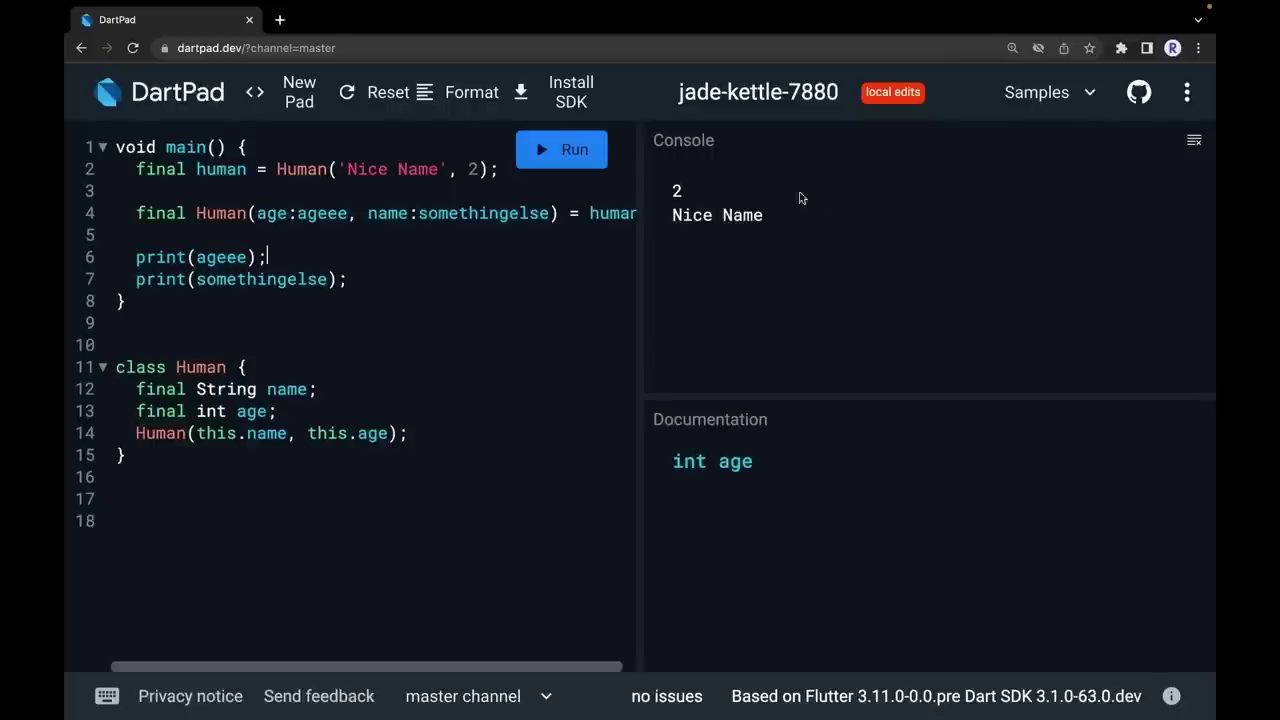 DartPad
dartpad.dev/?channel=master
R
DartPad
<> New Pad
Reset
Format
Install SDK
jade-kettle-7880
local edits
Samples
1 void main() {
2 final human = Human('Nice Name', 2);
3
4 final Human(age:ageee, name:somethingelse) = human
5
6 print(ageee);
7 print(somethingelse);
8 }
9
10
11 class Human {
12 final String name;
13 final int age;
14 Human(this.name, this.age);
15 }
16
17
18
Run
Console
2
Nice Name
Documentation
int age
Privacy notice
Send feedback
master channel
no issues
Based on Flutter 3.11.0-0.0.pre Dart SDK 3.1.0-63.0.dev